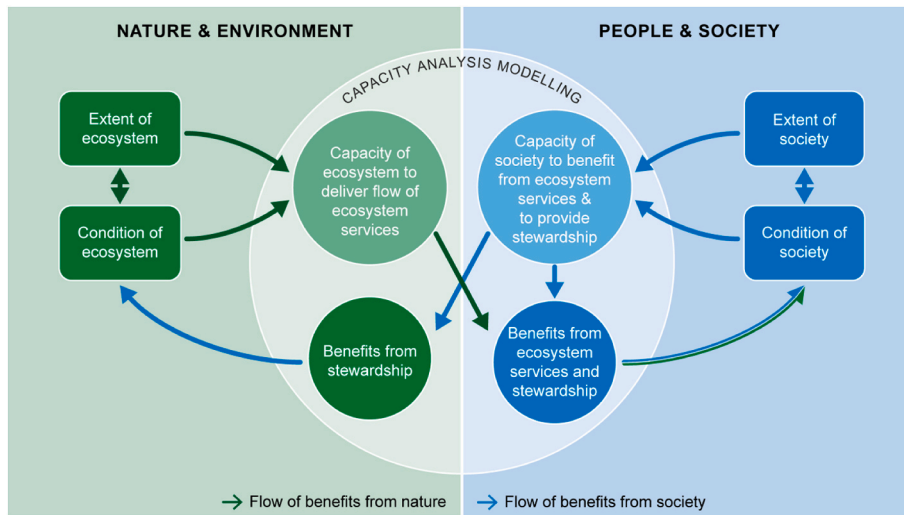 NATURE & ENVIRONMENT
PEOPLE & SOCIETY
CAPACITY ANALYSIS MODELLING
Extent of
ecosystem
Condition of
ecosystem
Capacity of
ecosystem to
deliver flow of
ecosystem
services
Benefits from
stewardship
Capacity of
society to benefit
from ecosystem
services &
to provide
stewardship
Benefits from
ecosystem
services and
stewardship
Extent of
society
Condition of
society
Flow of benefits from nature
Flow of benefits from society